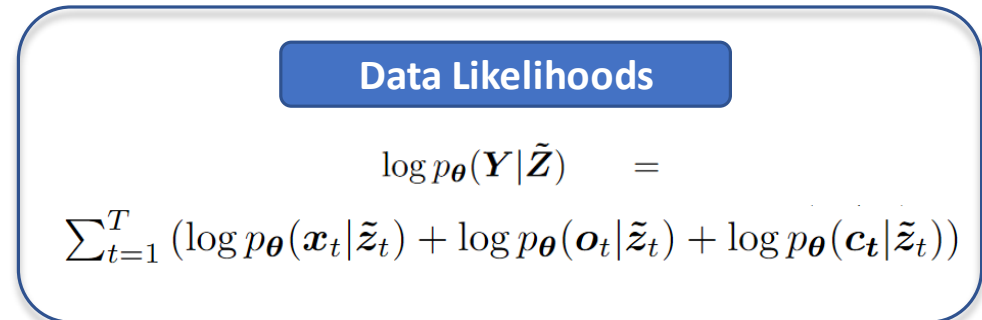 Data Likelihoods
log p_𝜽(𝒀|𝒁̃) =
∑_{t=1}^{T} (log p_𝜽(𝒙_t|𝒛̃_t) + log p_𝜽(𝒐_t|𝒛̃_t) + log p_𝜽(𝒄_𝒕|𝒛̃_t))